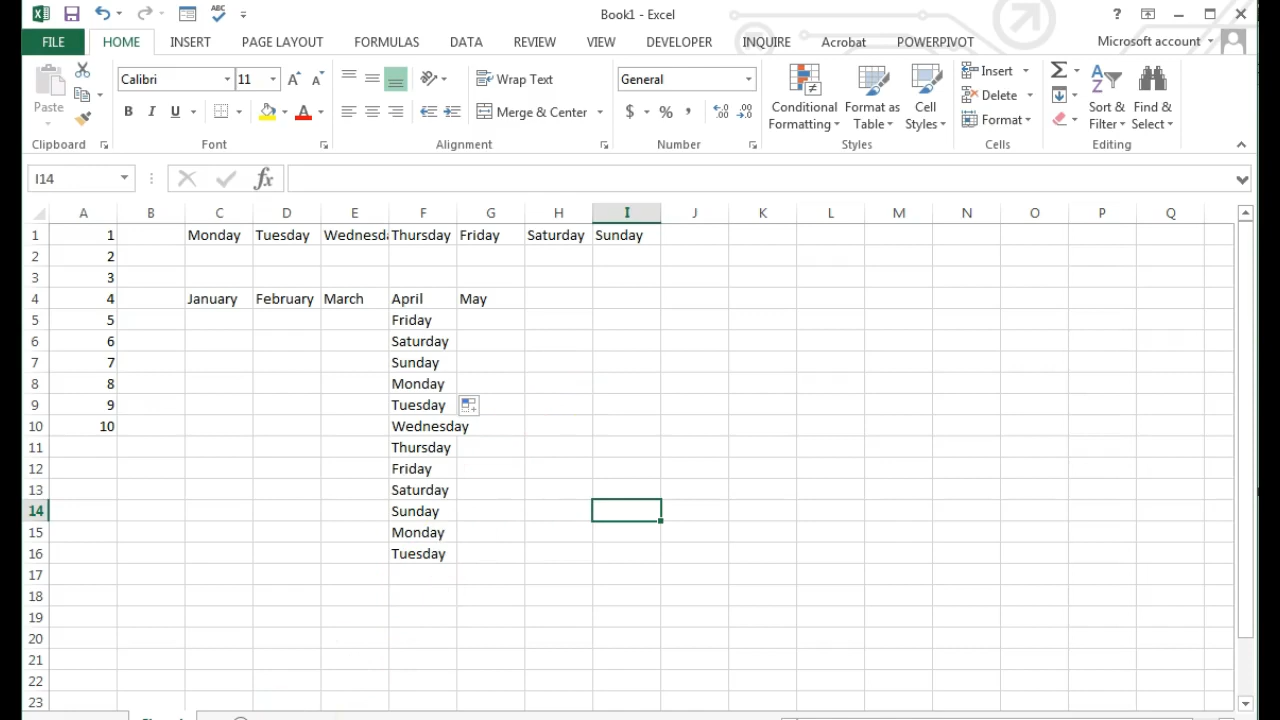 Book1 - Excel
FILE HOME INSERT PAGE LAYOUT FORMULAS DATA REVIEW VIEW DEVELOPER INQUIRE Acrobat POWERPIVOT Microsoft account
Paste
Calibri 11
Wrap Text
General
Conditional Formatting
Format as Table
Cell Styles
Insert
Sort & Filter
Find & Select
B I U
Merge & Center
$ % ,
Delete
Format
Clipboard Font Alignment Number Styles Cells Editing
I14 fx
A B C D E F G H I J K L M N O P Q
1 1 Monday Tuesday Wednesda Thursday Friday Saturday Sunday
2 2
3 3
4 4 January February March April May
5 5 Friday
6 6 Saturday
7 7 Sunday
8 8 Monday
9 9 Tuesday
10 10 Wednesday
11 Thursday
12 Friday
13 Saturday
14 Sunday
15 Monday
16 Tuesday
17
18
19
20
21
22
23